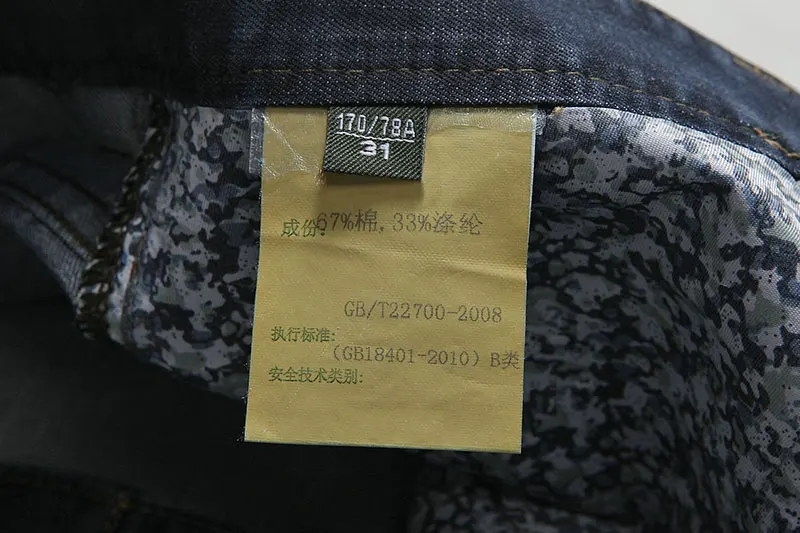 170/78A
31
成份:67%棉,33%涤纶
GB/T22700-2008
执行标准:
(GB18401-2010) B类
安全技术类别: